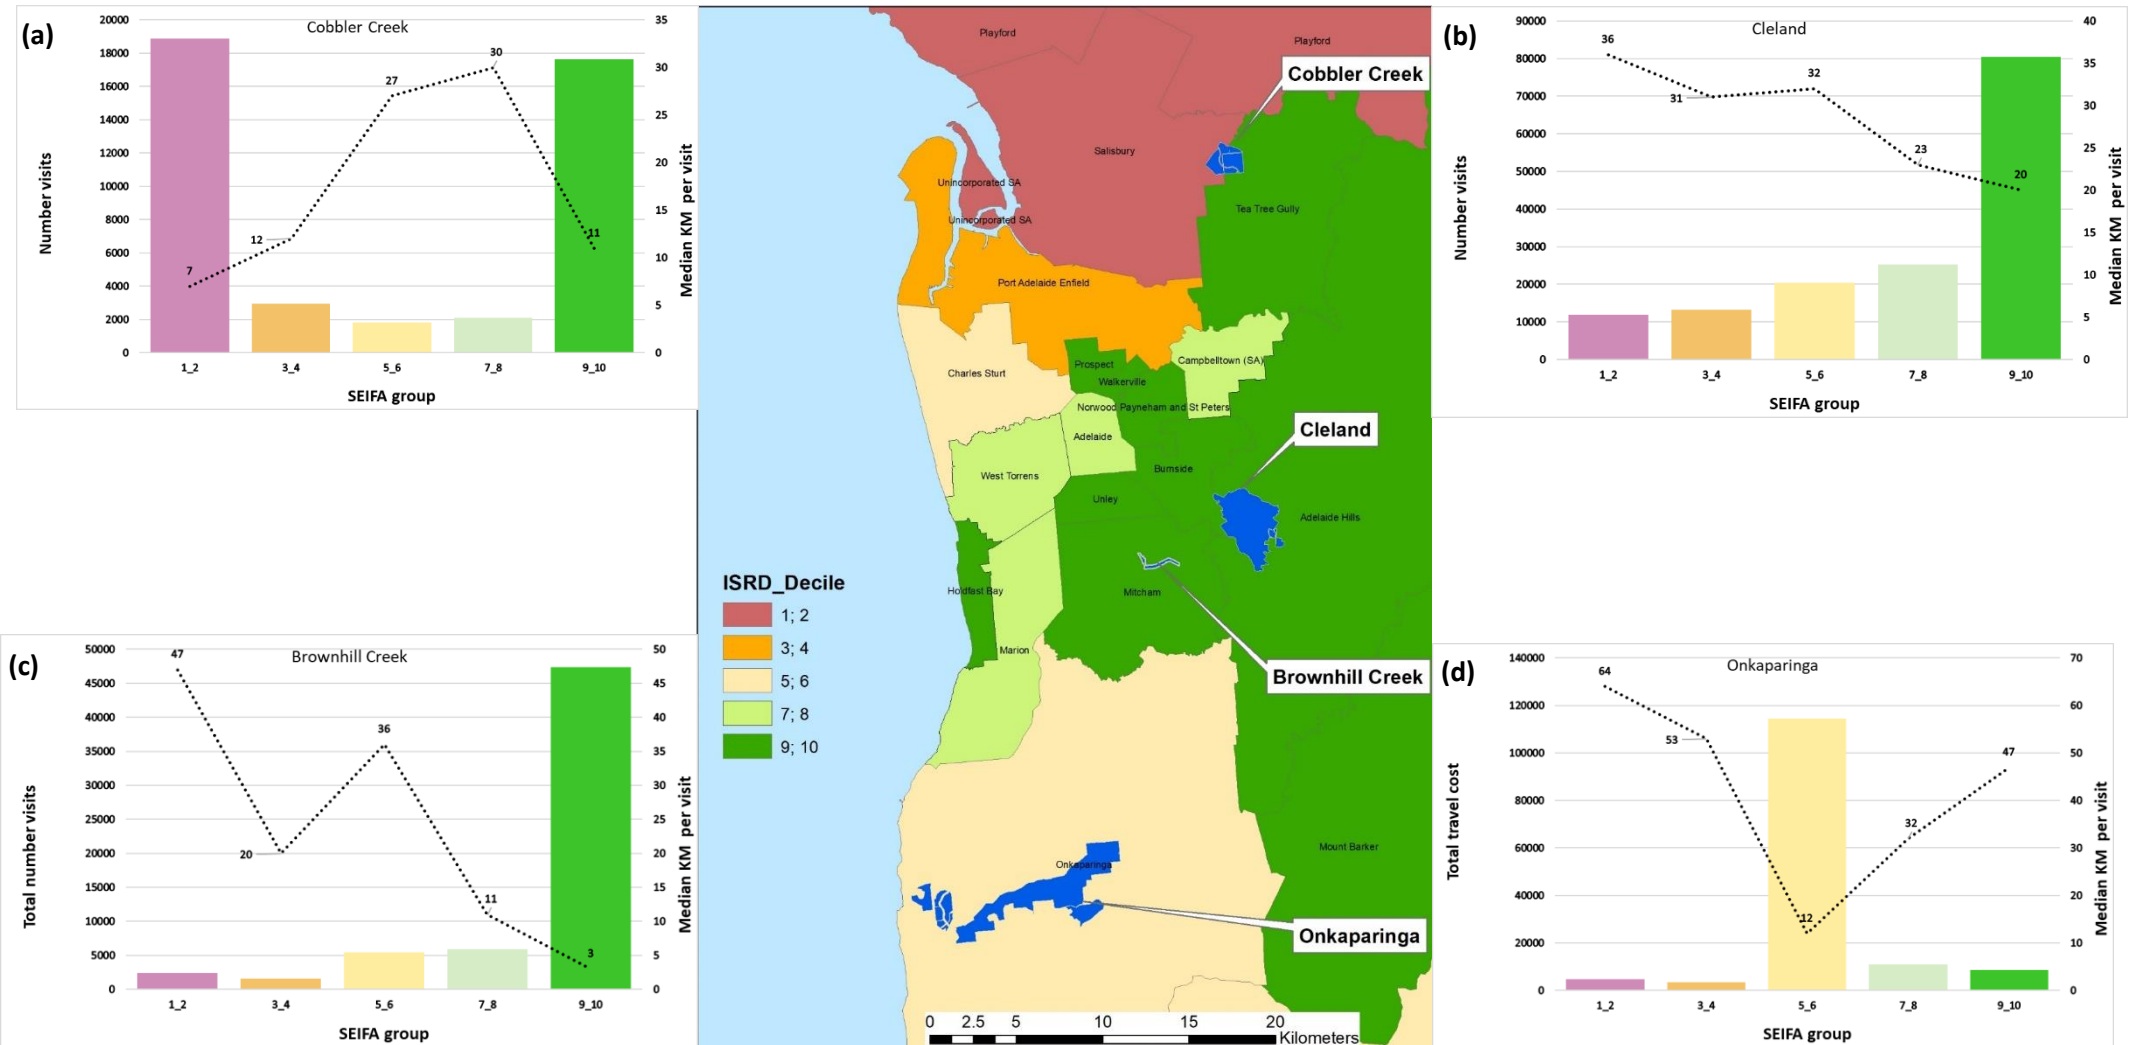 (a)
Cobbler Creek
20000
18000
16000
14000
12000
10000
8000
6000
4000
2000
0
35
30
25
20
15
10
5
0
7
12
27
30
11
1_2
3_4
5_6
7_8
9_10
Number visits
Median KM per visit
SEIFA group
Playford
Playford
Cobbler Creek
Salisbury
Unincorporated SA
Unincorporated SA
Tea Tree Gully
Port Adelaide Enfield
Charles Sturt
Prospect
Walkerville
Campbelltown (SA)
Norwood Payneham and St Peters
Adelaide
Cleland
West Torrens
Burnside
Unley
Adelaide Hills
Holdfast Bay
Mitcham
Marion
Brownhill Creek
Mount Barker
Onkaparinga
Onkaparinga
ISRD_Decile
1; 2
3; 4
5; 6
7; 8
9; 10
0 2.5 5 10 15 20
Kilometers
(b)
Cleland
90000
80000
70000
60000
50000
40000
30000
20000
10000
0
40
35
30
25
20
15
10
5
0
36
31
32
23
20
1_2
3_4
5_6
7_8
9_10
Number visits
Median KM per visit
SEIFA group
(c)
Brownhill Creek
50000
45000
40000
35000
30000
25000
20000
15000
10000
5000
0
50
45
40
35
30
25
20
15
10
5
0
47
20
36
11
3
1_2
3_4
5_6
7_8
9_10
Total number visits
Median KM per visit
SEIFA group
(d)
Onkaparinga
140000
120000
100000
80000
60000
40000
20000
0
70
60
50
40
30
20
10
0
64
53
12
32
47
1_2
3_4
5_6
7_8
9_10
Total travel cost
Median KM per visit
SEIFA group